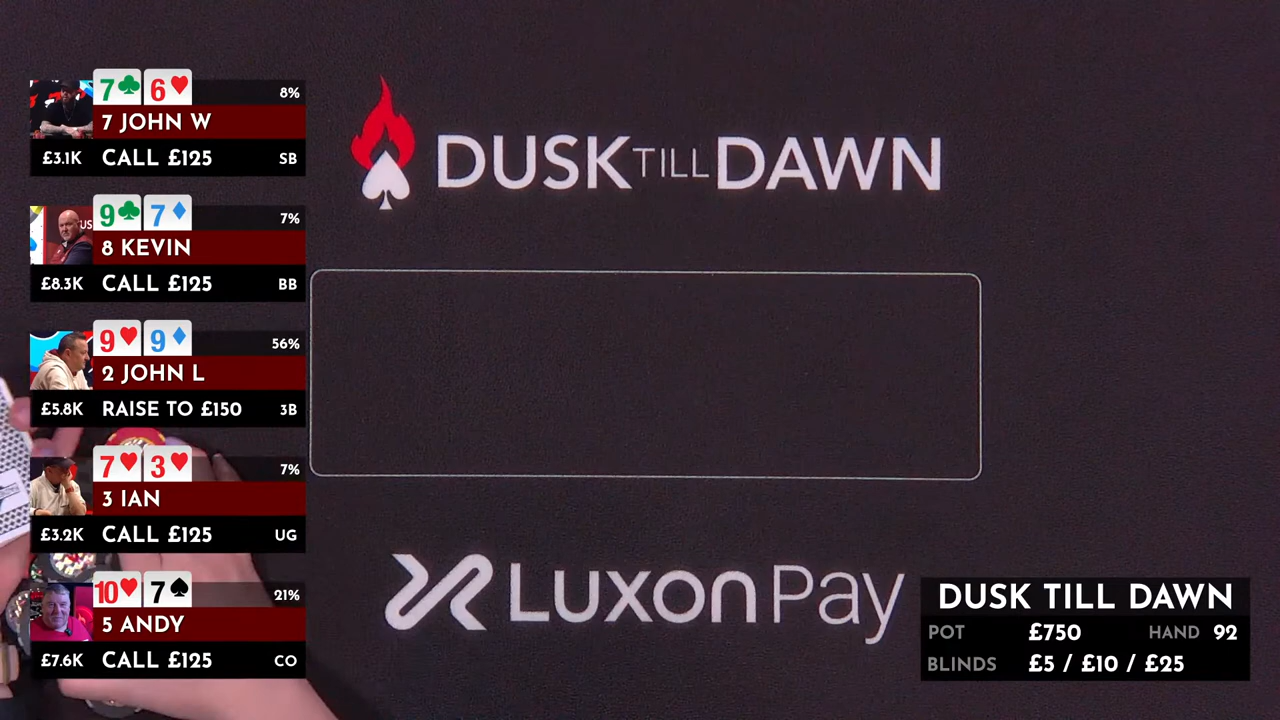 7♣ 6♥ 8%
7 JOHN W
£3.1K CALL £125 SB
9♣ 7♦ 7%
8 KEVIN
£8.3K CALL £125 BB
9♥ 9♦ 56%
2 JOHN L
£5.8K RAISE TO £150 3B
7♥ 3♥ 7%
3 IAN
£3.2K CALL £125 UG
10♥ 7♠ 21%
5 ANDY
£7.6K CALL £125 CO
DUSK TILL DAWN
LUXON Pay
DUSK TILL DAWN
POT £750 HAND 92
BLINDS £5 / £10 / £25